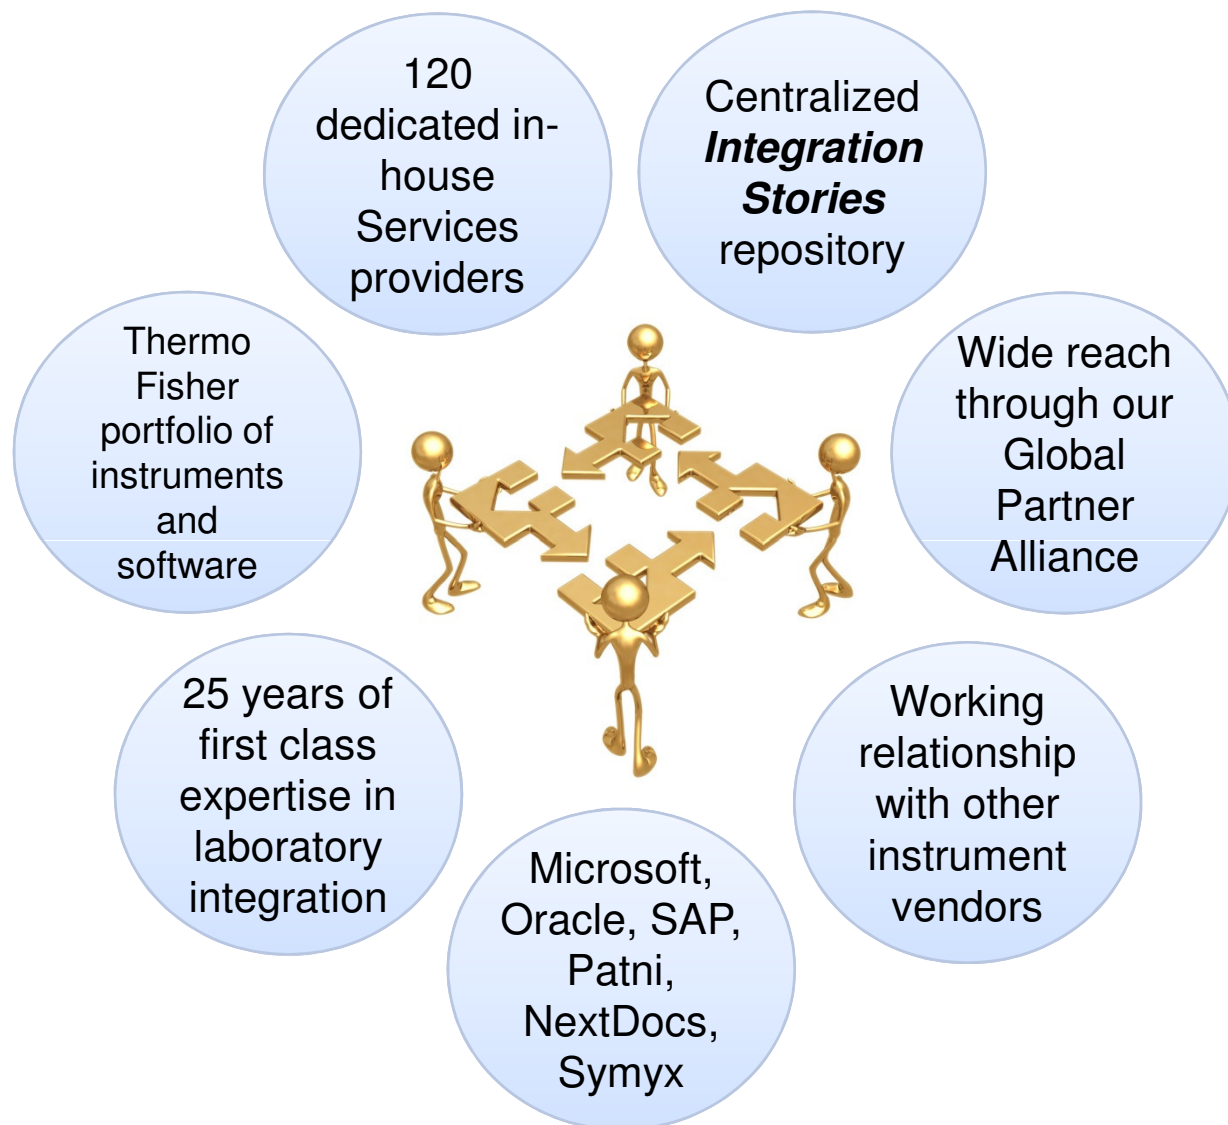 120
dedicated in-
house
Services
providers
Centralized
Integration
Stories
repository
Wide reach
through our
Global
Partner
Alliance
Working
relationship
with other
instrument
vendors
Microsoft,
Oracle, SAP,
Patni,
NextDocs,
Symyx
25 years of
first class
expertise in
laboratory
integration
Thermo
Fisher
portfolio of
instruments
and
software